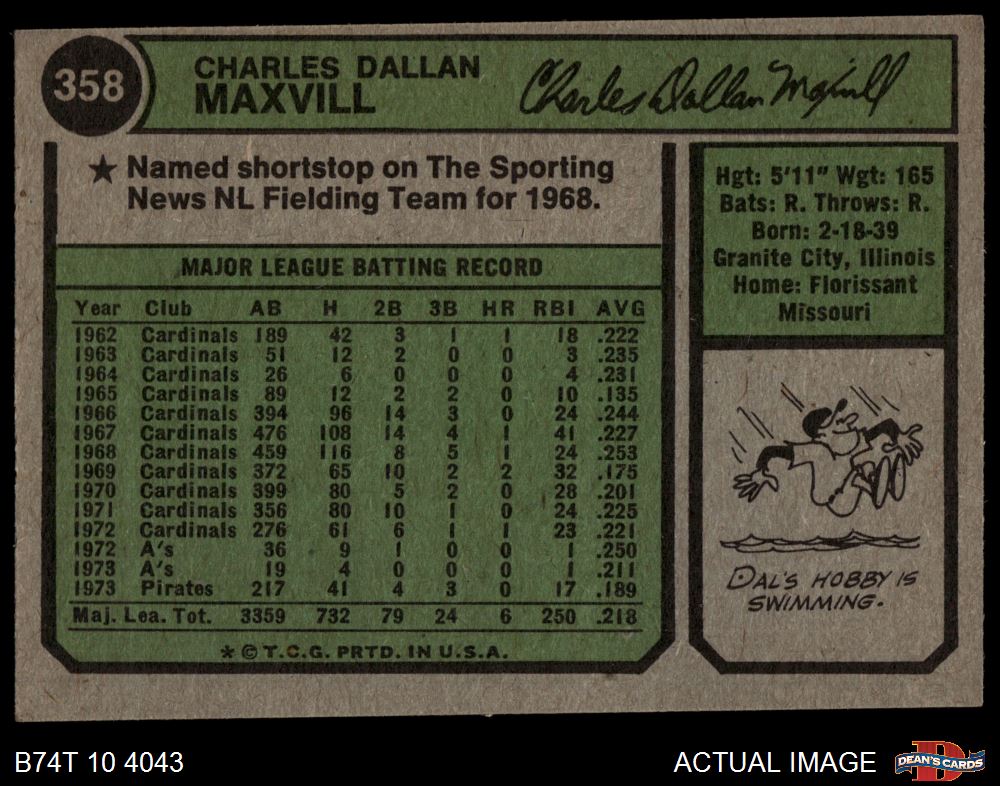 358
CHARLES DALLAN
MAXVILL
Charles Dallan Maxvill
★ Named shortstop on The Sporting
News NL Fielding Team for 1968.
MAJOR LEAGUE BATTING RECORD
Year Club AB H 2B 3B HR RBI AVG
1962 Cardinals 189 42 3 1 1 18 .222
1963 Cardinals 51 12 2 0 0 3 .235
1964 Cardinals 26 6 0 0 0 4 .231
1965 Cardinals 89 12 2 2 0 10 .135
1966 Cardinals 394 96 14 3 0 24 .244
1967 Cardinals 476 108 14 4 1 41 .227
1968 Cardinals 459 116 8 5 1 24 .253
1969 Cardinals 372 65 10 2 2 32 .175
1970 Cardinals 399 80 5 2 0 28 .201
1971 Cardinals 356 80 10 1 0 24 .225
1972 Cardinals 276 61 6 1 1 23 .221
1972 A's 36 9 1 0 0 1 .250
1973 A's 19 4 0 0 0 1 .211
1973 Pirates 217 41 4 3 0 17 .189
Maj. Lea. Tot. 3359 732 79 24 6 250 .218
* © T.C.G. PRTD. IN U.S.A.
Hgt: 5'11" Wgt: 165
Bats: R. Throws: R.
Born: 2-18-39
Granite City, Illinois
Home: Florissant
Missouri
DAL'S HOBBY IS
SWIMMING.
B74T 10 4043
ACTUAL IMAGE
D
DEAN'S CARDS